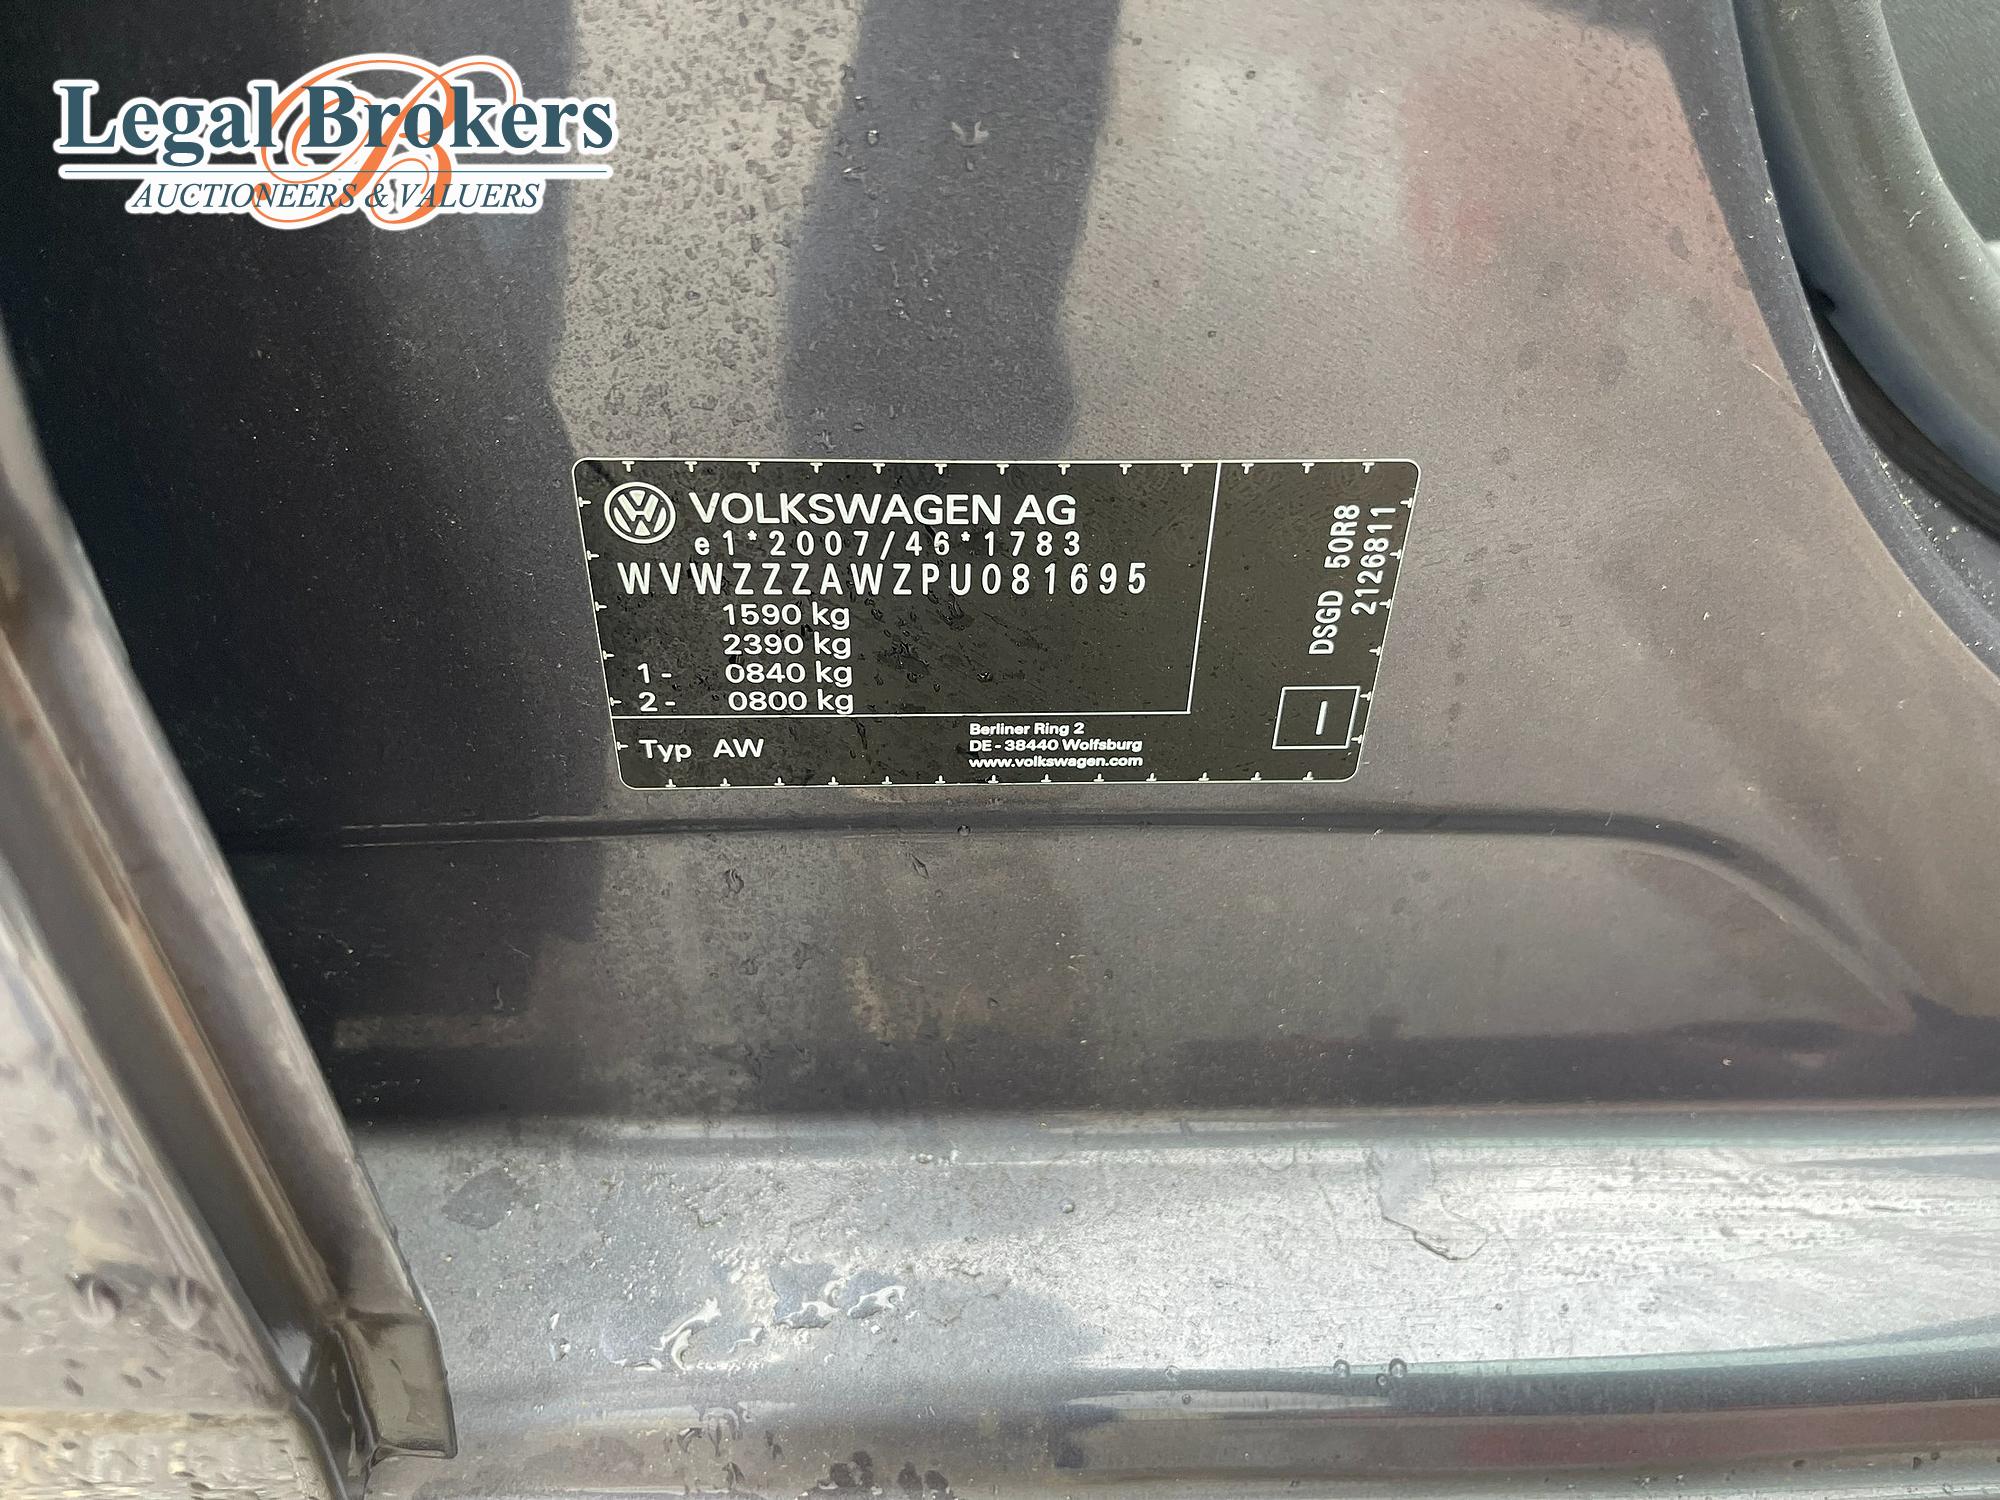 Legal Brokers
AUCTIONEERS & VALUERS
VOLKSWAGEN AG
e1*2007/46*1783
WVWZZZAWZPU081695
1590 kg
2390 kg
1- 0840 kg
2- 0800 kg
Typ AW
Berliner Ring 2
DE-38440 Wolfsburg
www.volkswagen.com
DSGD 50R8
2126811
I